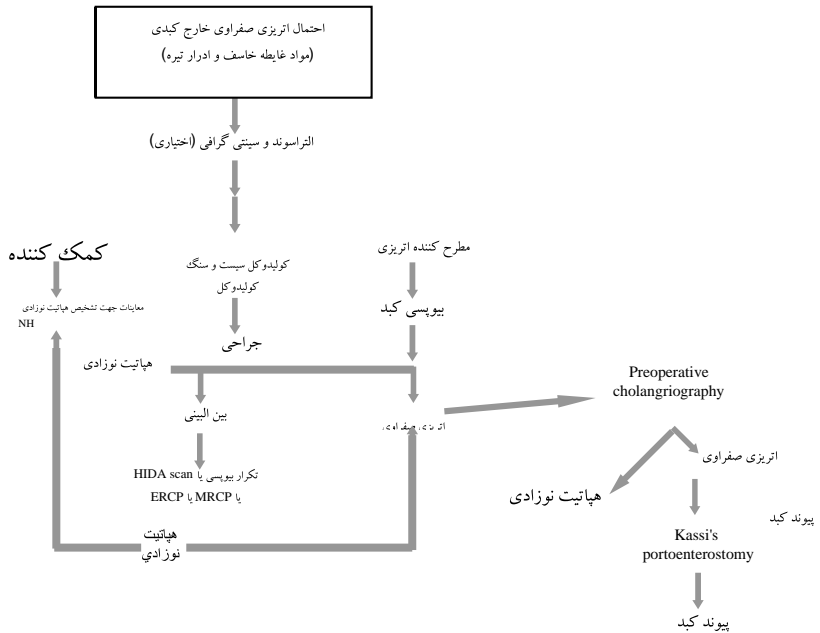 احتمال اتریزی صفراوی خارج کبدی
(مواد غایطه خاسف و ادرار تیره)
التراسوند و سینتی گرافی (اختیاری)
مطرح کننده اتریزی
کمک کننده
کولیدوکل سیست و سنگ
کولیدوکل
معاینات جهت تشخیص هپاتیت نوزادی
NH
بیوپسی کبد
جراحی
هپاتیت نوزادی
Preoperative
cholangriography
بین البینی
اتریزی صفراوی
اتریزی صفراوی
تکرار بیوپسی یا HIDA scan
یا MRCP یا ERCP
هپاتیت نوزادی
پیوند کبد
هپاتیت
نوزادي
Kassi's
portoenterostomy
پیوند کبد